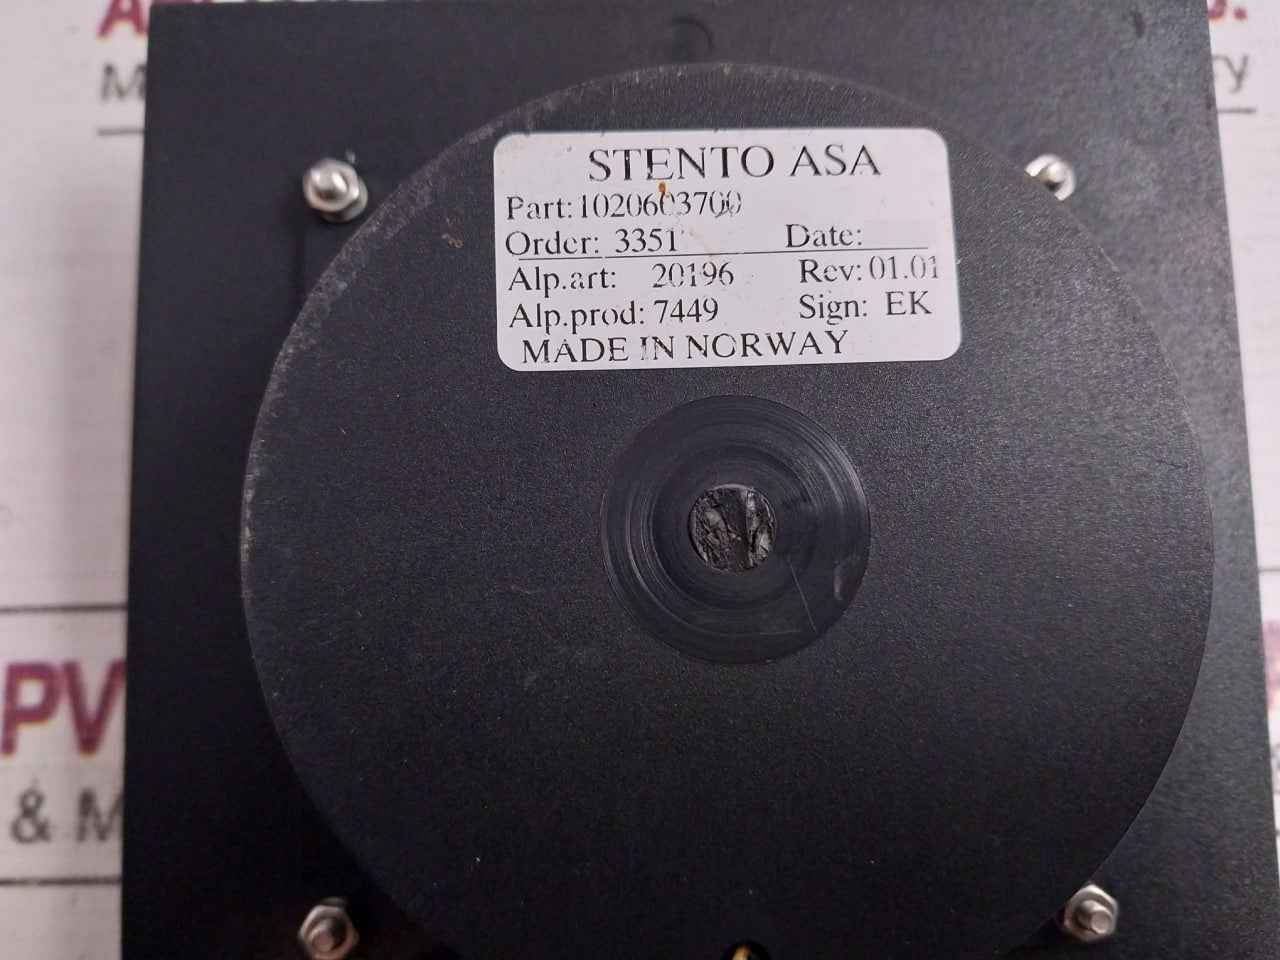 STENTO ASA
Part: 1020603700
Order: 3351 Date:
Alp.art: 20196 Rev: 01.01
Alp.prod: 7449 Sign: EK
MADE IN NORWAY
PV
& M